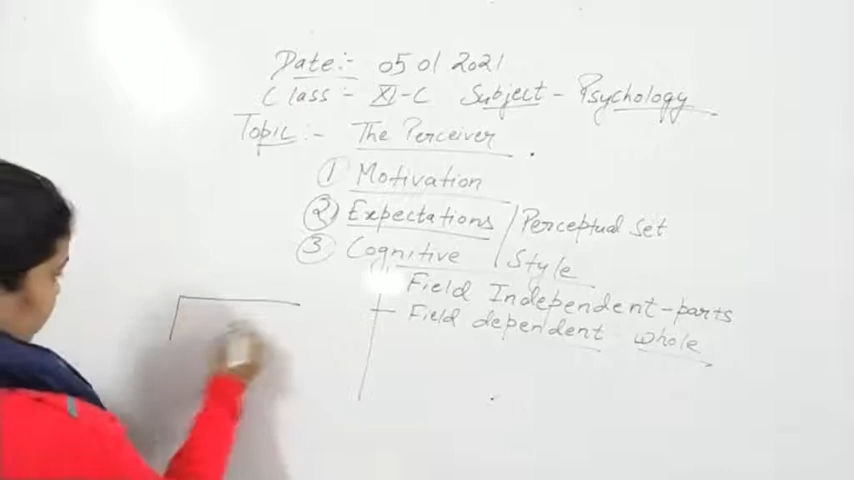 Date:- 05 01 2021
Class:- XI-C Subject - Psychology
Topic:- The Perceiver
1 Motivation
2 Expectations / Perceptual set
3 Cognitive Style
Field Independent-parts
Field dependent whole